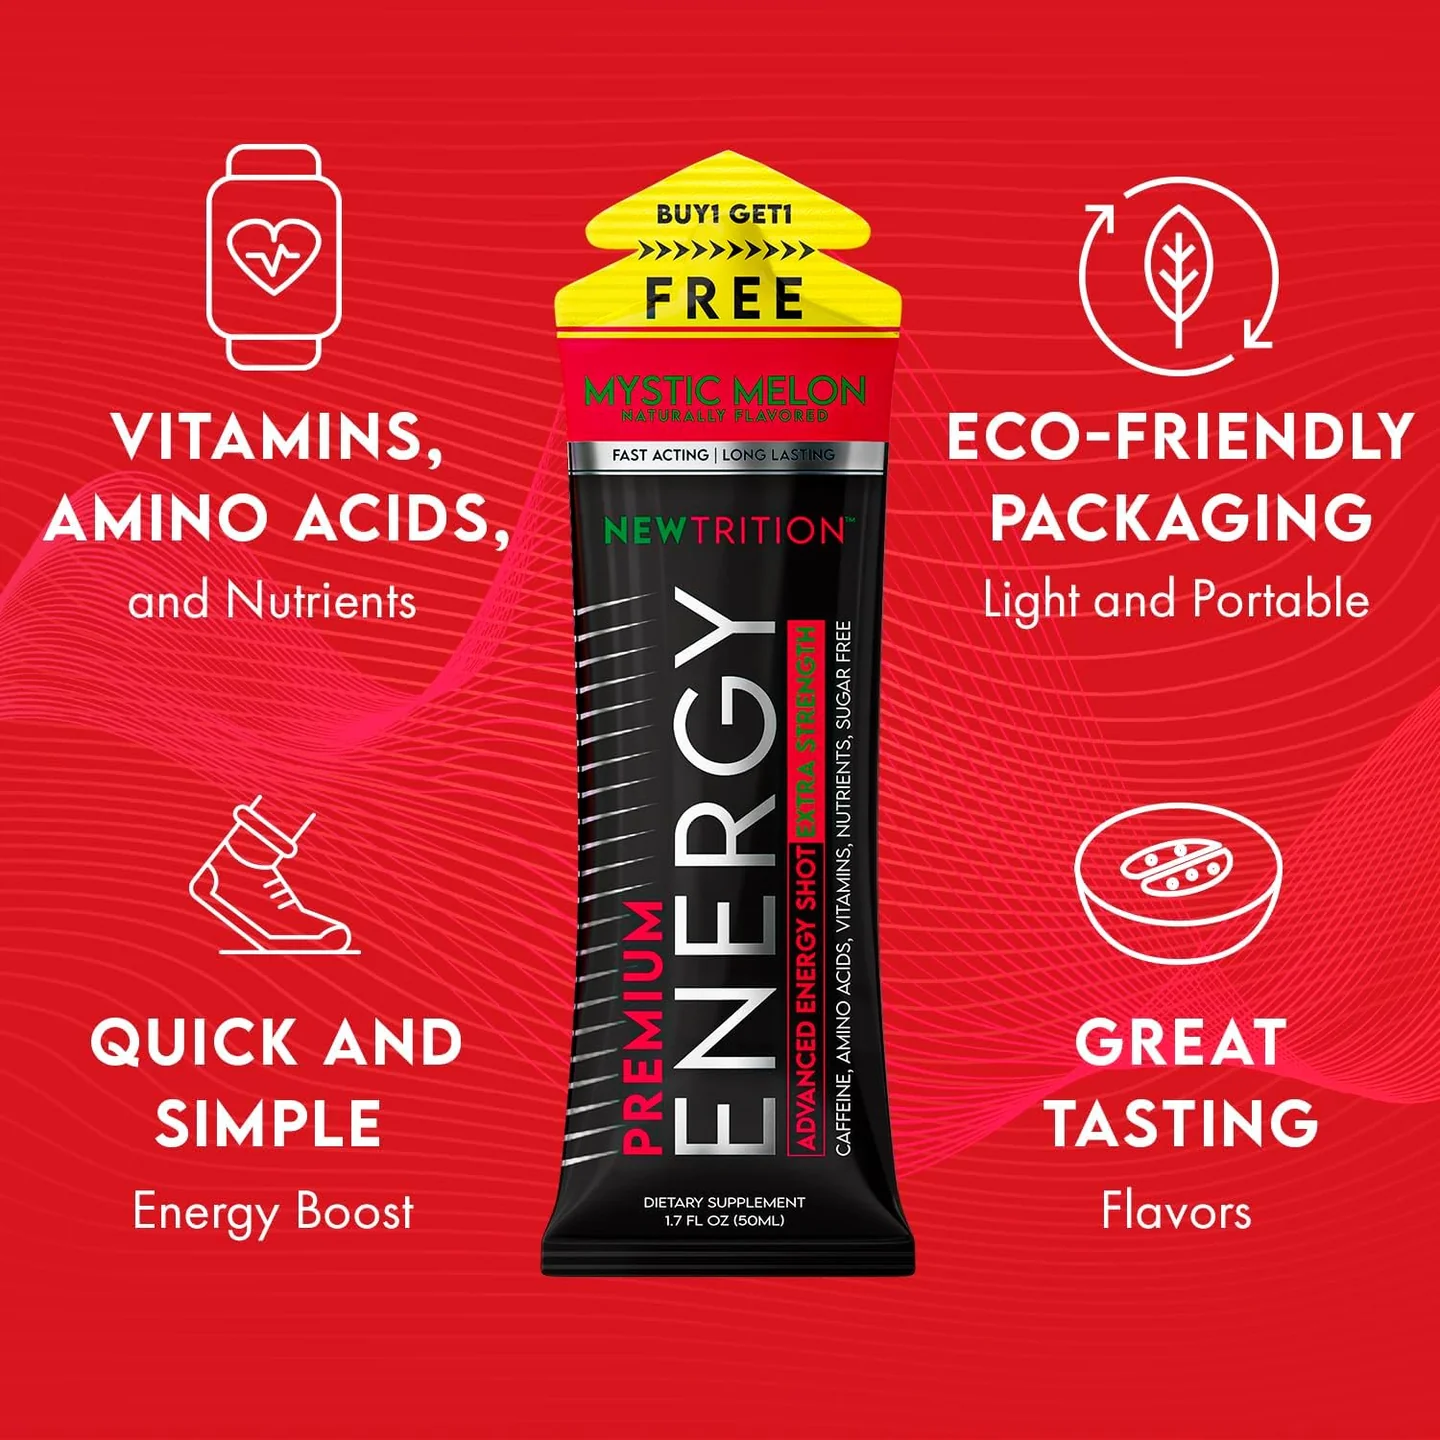 BUY1 GET1
FREE
MYSTIC MELON
NATURALLY FLAVORED
FAST ACTING | LONG LASTING
NEWTRITION™
PREMIUM
ENERGY
ADVANCED ENERGY SHOT EXTRA STRENGTH
CAFFEINE, AMINO ACIDS, VITAMINS, NUTRIENTS, SUGAR FREE
DIETARY SUPPLEMENT
1.7 FL OZ (50ML)
VITAMINS,
AMINO ACIDS,
and Nutrients
ECO-FRIENDLY
PACKAGING
Light and Portable
QUICK AND
SIMPLE
Energy Boost
GREAT
TASTING
Flavors